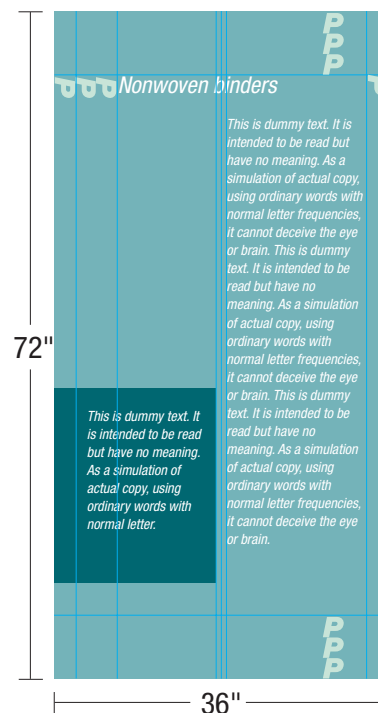 P
P
P
PPP Nonwoven binders
This is dummy text. It is
intended to be read but
have no meaning. As a
simulation of actual copy,
using ordinary words with
normal letter frequencies,
it cannot deceive the eye
or brain. This is dummy
text. It is intended to be
read but have no
meaning. As a simulation
of actual copy, using
ordinary words with
normal letter frequencies,
it cannot deceive the eye
or brain. This is dummy
text. It is intended to be
read but have no
meaning. As a simulation
of actual copy, using
ordinary words with
normal letter frequencies,
it cannot deceive the eye
or brain.
72"
This is dummy text. It
is intended to be read
but have no meaning.
As a simulation of
actual copy, using
ordinary words with
normal letter.
P
P
P
36"